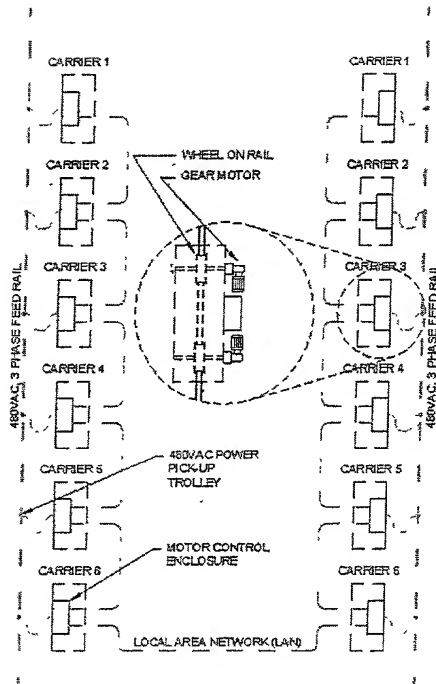 CARRIER 1
CARRIER 1
CARRIER 2
CARRIER 2
WHEEL ON RAIL
GEAR MOTOR
CARRIER 3
CARRIER 3
480VAC, 3 PHASE FEED RAIL
480VAC, 3 PHASE FEED RAIL
CARRIER 4
CARRIER 4
480VAC POWER
PICK-UP
TROLLEY
CARRIER 5
CARRIER 5
MOTOR CONTROL
ENCLOSURE
CARRIER 6
CARRIER 6
LOCAL AREA NETWORK (LAN)